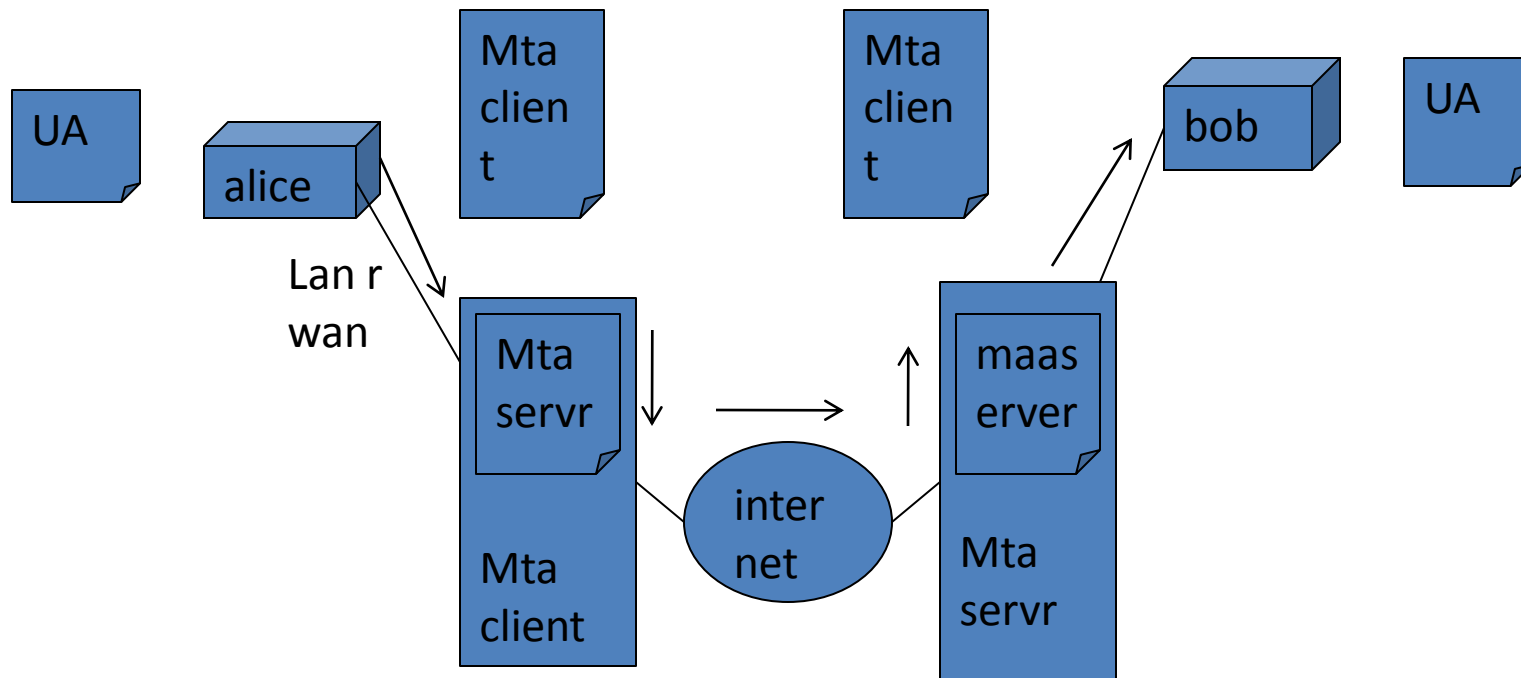 UA
alice
Mta
clien
t
Mta
clien
t
bob
UA
Lan r
wan
Mta
servr
Mta
client
inter
net
maas
erver
Mta
servr